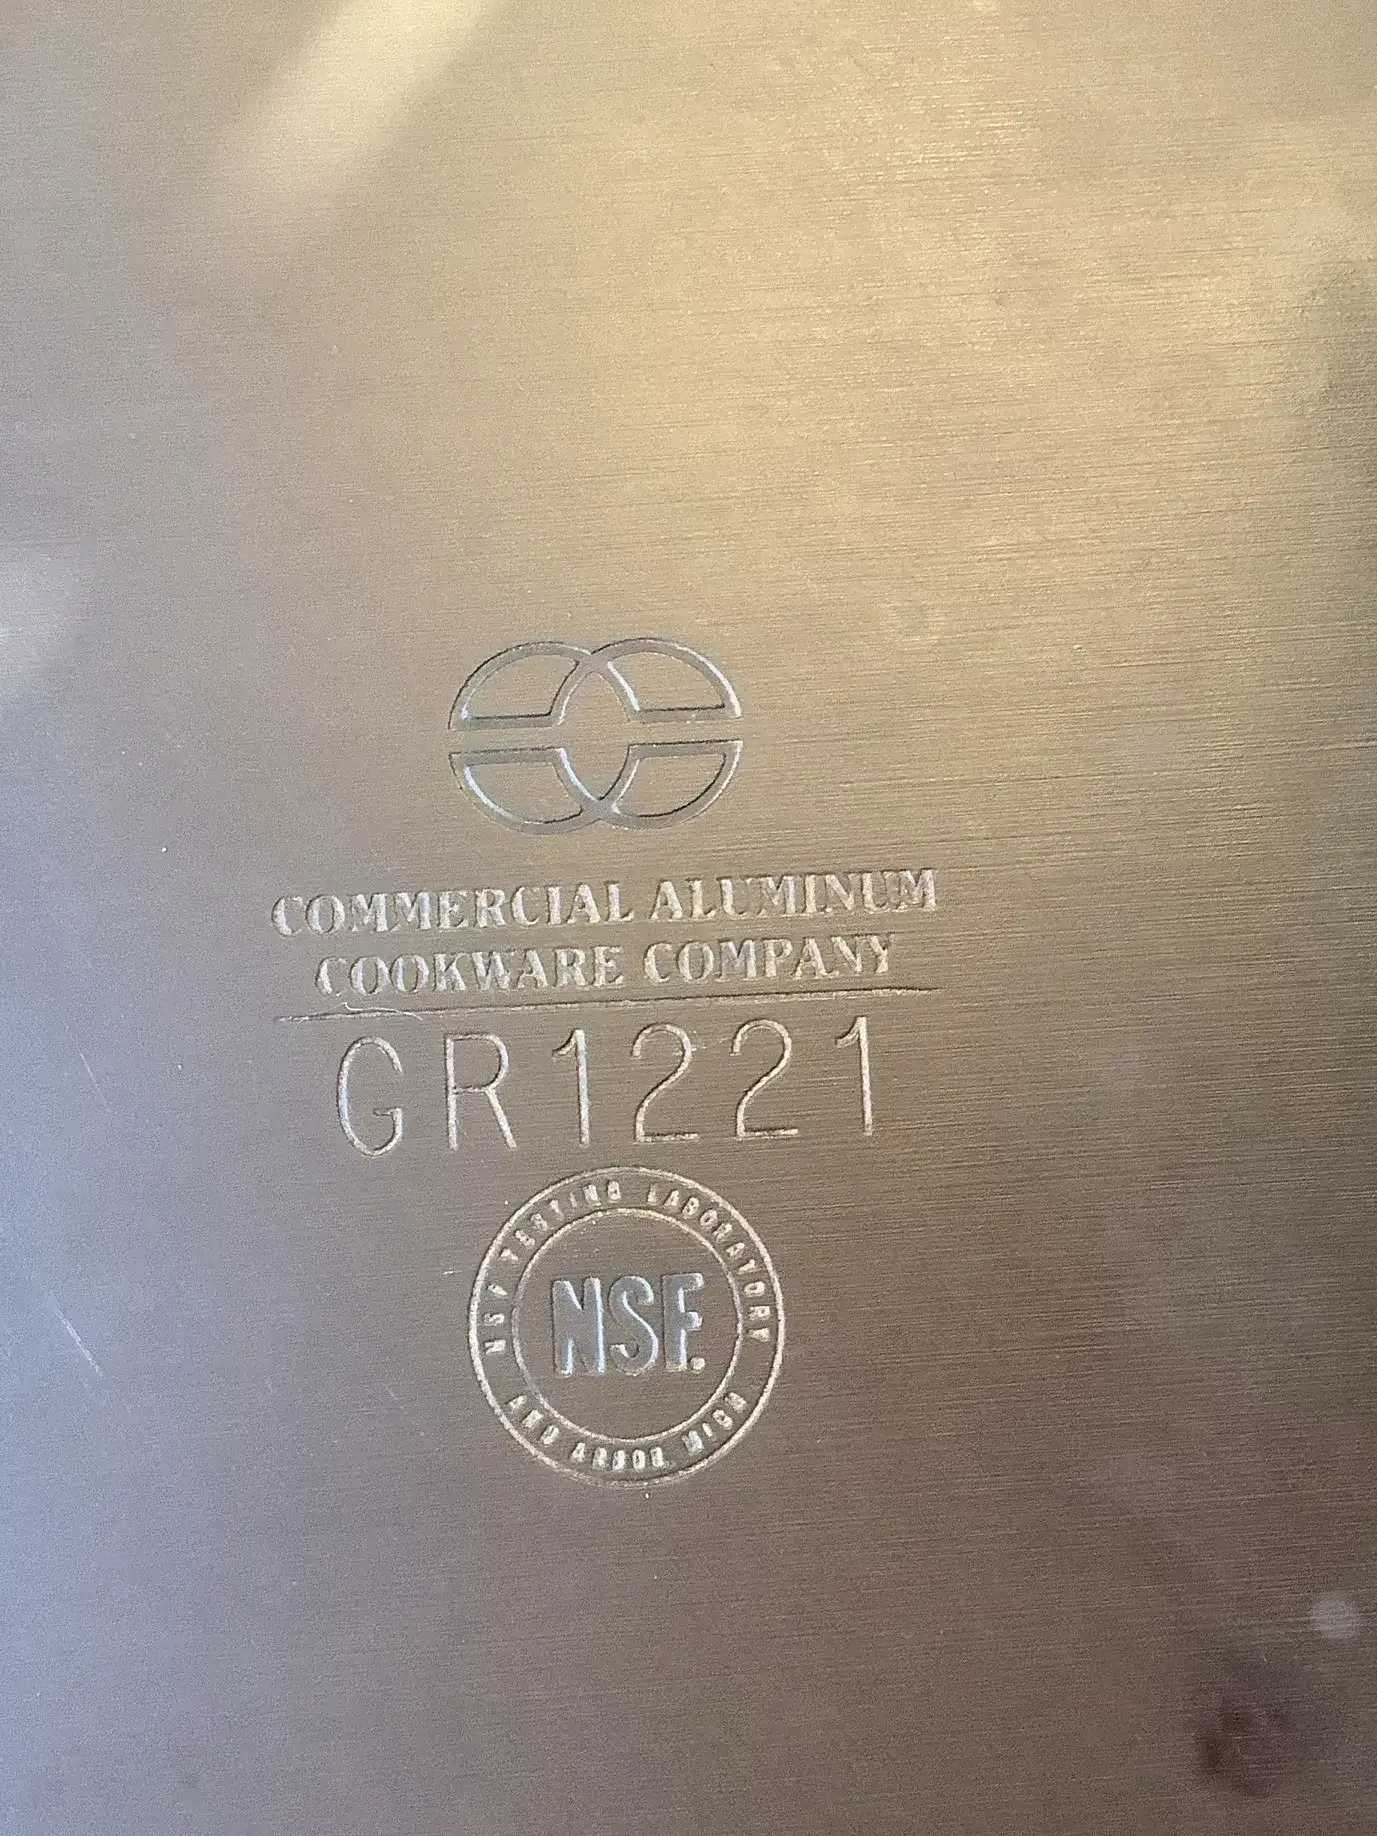 COMMERCIAL ALUMINUM
COOKWARE COMPANY
GR1221
NSF TESTING LABORATORY
NSF.
ANN ARBOR MICH